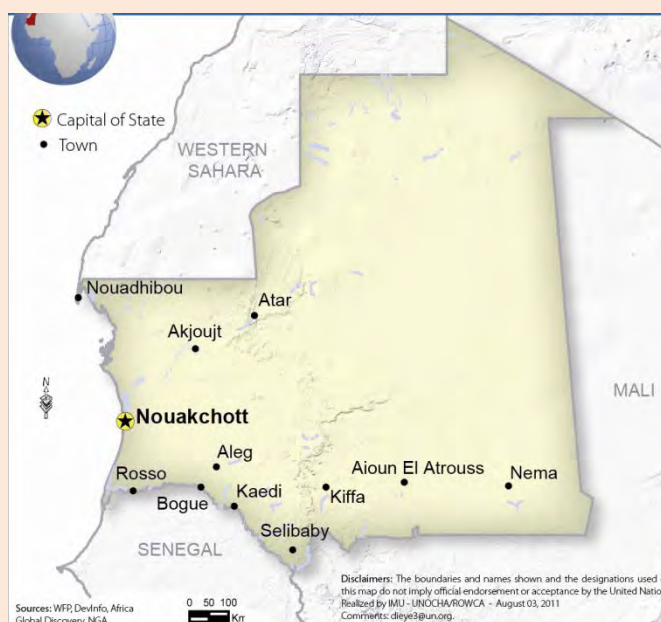 Capital of State
Town
WESTERN
SAHARA
Nouadhibou
Atar
Akjoujt
N
MALI
Nouakchott
Aleg
Aioun El Atrouss
Nema
Rosso
Bogue
Kaedi
Kiffa
Selibaby
SENEGAL
Disclaimers: The boundaries and names shown and the designations used
this map do not imply official endorsement or acceptance by the United
Realized by IMU - UNOCHA/ROWCA - August 03, 2011
Comments: dieye3@un.org.
Sources: WFP, DevInfo, Africa
Global Discovery, NGA
0 50 100
Km